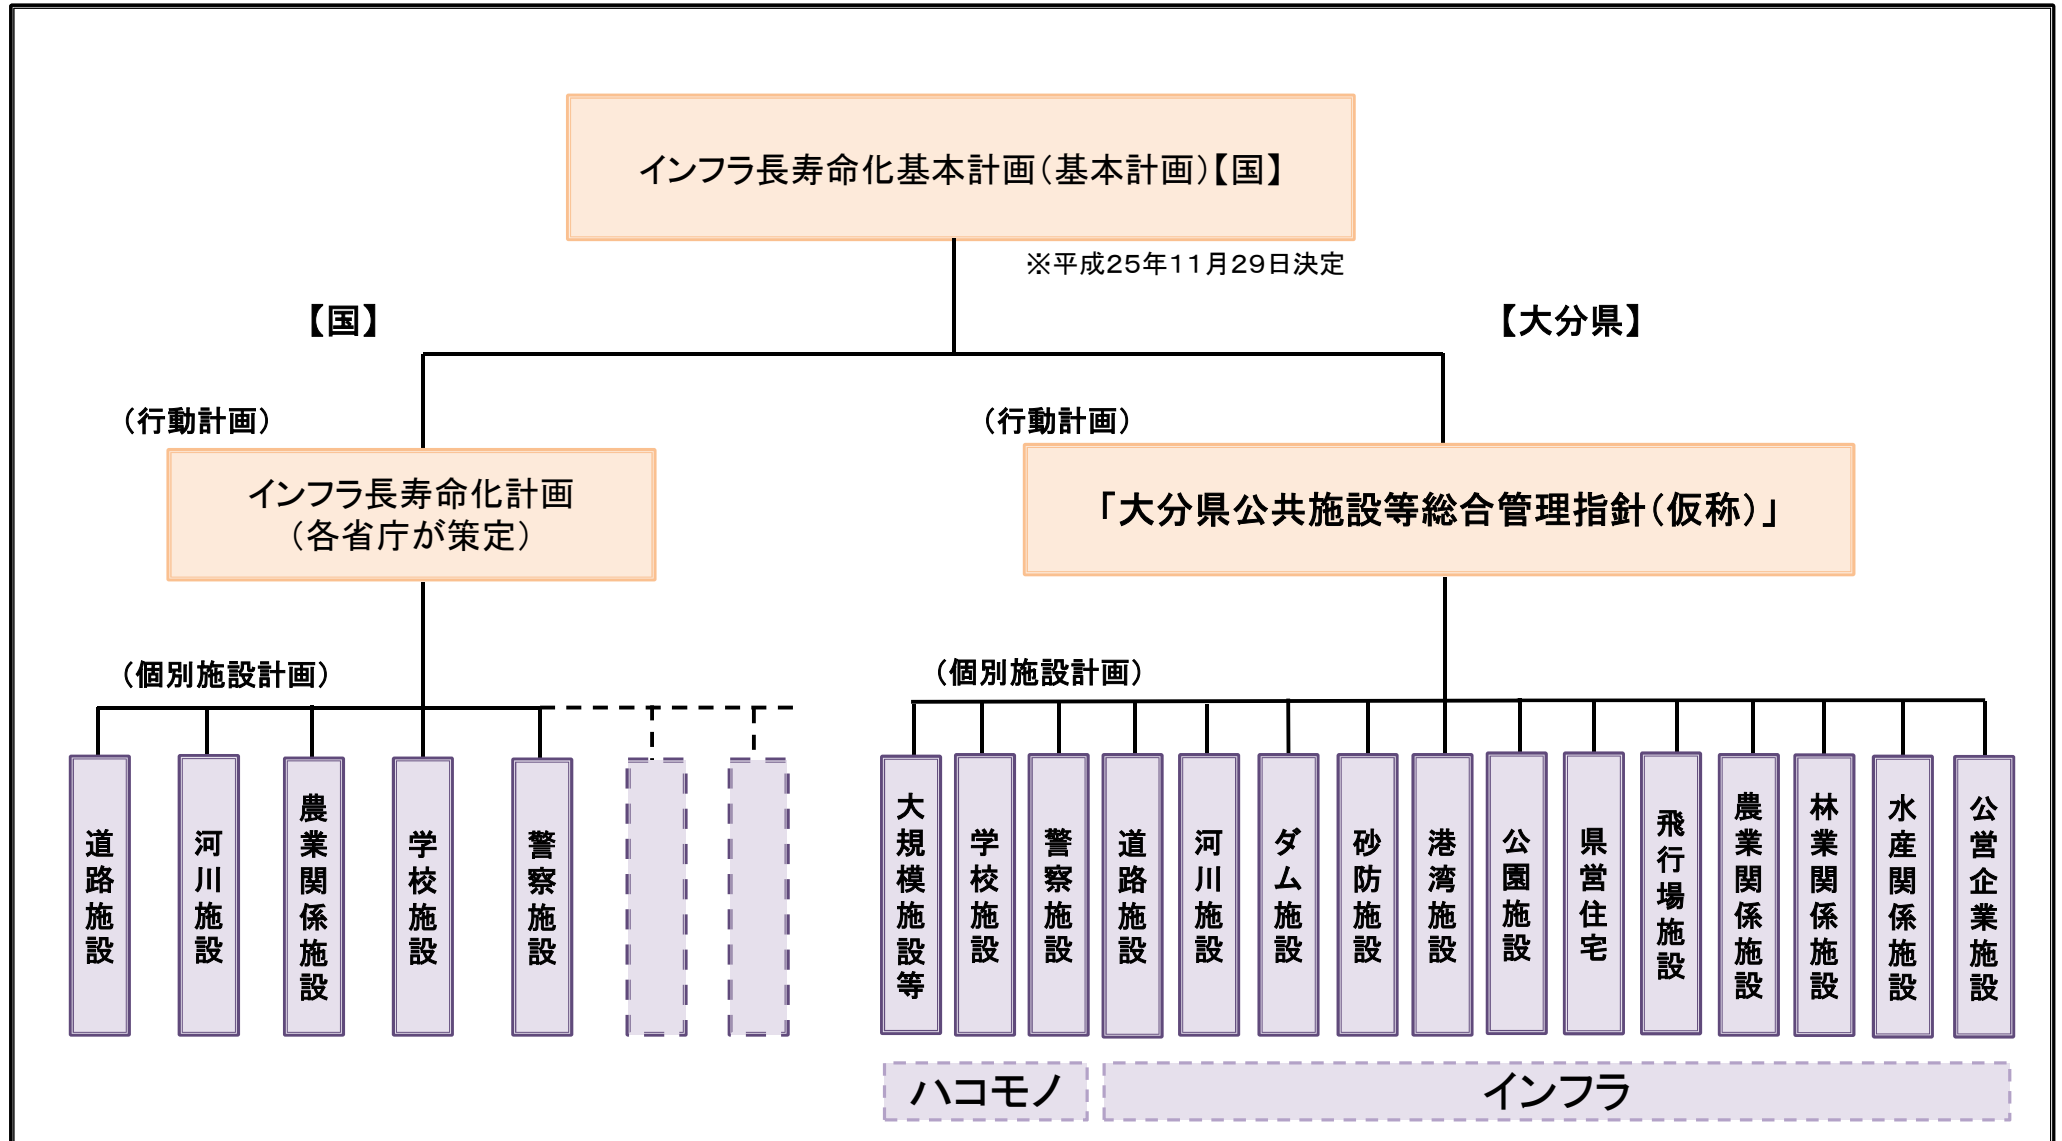 インフラ長寿命化基本計画(基本計画)【国】
※平成25年11月29日決定
【国】
【大分県】
(行動計画)
(行動計画)
インフラ長寿命化計画
(各省庁が策定)
「大分県公共施設等総合管理指針(仮称)」
(個別施設計画)
(個別施設計画)
道路施設
河川施設
農業関係施設
学校施設
警察施設
大規模施設等
学校施設
警察施設
道路施設
河川施設
ダム施設
砂防施設
港湾施設
公園施設
県営住宅
飛行場施設
農業関係施設
林業関係施設
水産関係施設
公営企業施設
ハコモノ
インフラ